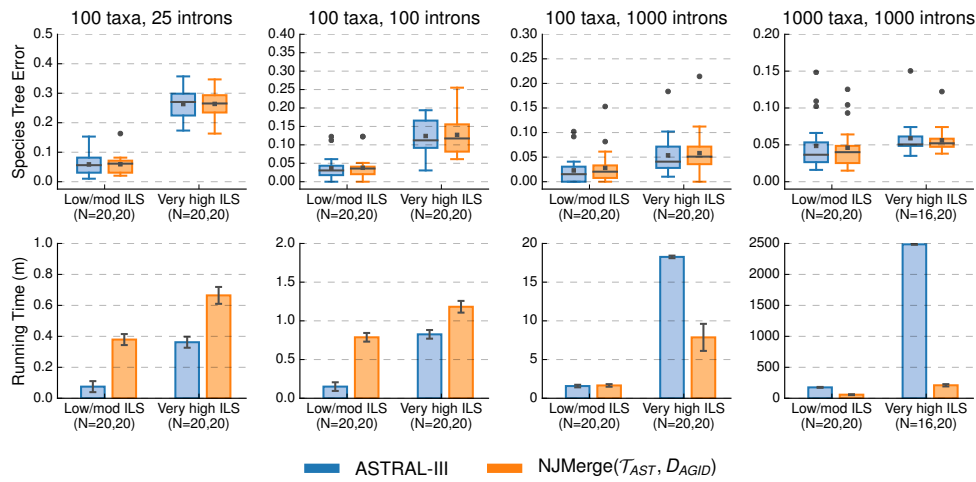 100 taxa, 25 introns
100 taxa, 100 introns
100 taxa, 1000 introns
1000 taxa, 1000 introns
Species Tree Error
0.5
0.4
0.3
0.2
0.1
0.0
Low/mod ILS
(N=20,20)
Very high ILS
(N=20,20)
0.40
0.35
0.30
0.25
0.20
0.15
0.10
0.05
0.00
Low/mod ILS
(N=20,20)
Very high ILS
(N=20,20)
0.30
0.25
0.20
0.15
0.10
0.05
0.00
Low/mod ILS
(N=20,20)
Very high ILS
(N=20,20)
0.20
0.15
0.10
0.05
0.00
Low/mod ILS
(N=20,20)
Very high ILS
(N=16,20)
Running Time (m)
1.0
0.8
0.6
0.4
0.2
0.0
Low/mod ILS
(N=20,20)
Very high ILS
(N=20,20)
2.0
1.5
1.0
0.5
0.0
Low/mod ILS
(N=20,20)
Very high ILS
(N=20,20)
20
15
10
5
0
Low/mod ILS
(N=20,20)
Very high ILS
(N=20,20)
2500
2000
1500
1000
500
0
Low/mod ILS
(N=20,20)
Very high ILS
(N=16,20)
ASTRAL-III
NJMerge(𝒯AST, DAGID)